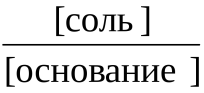 [соль ]
[основание ]